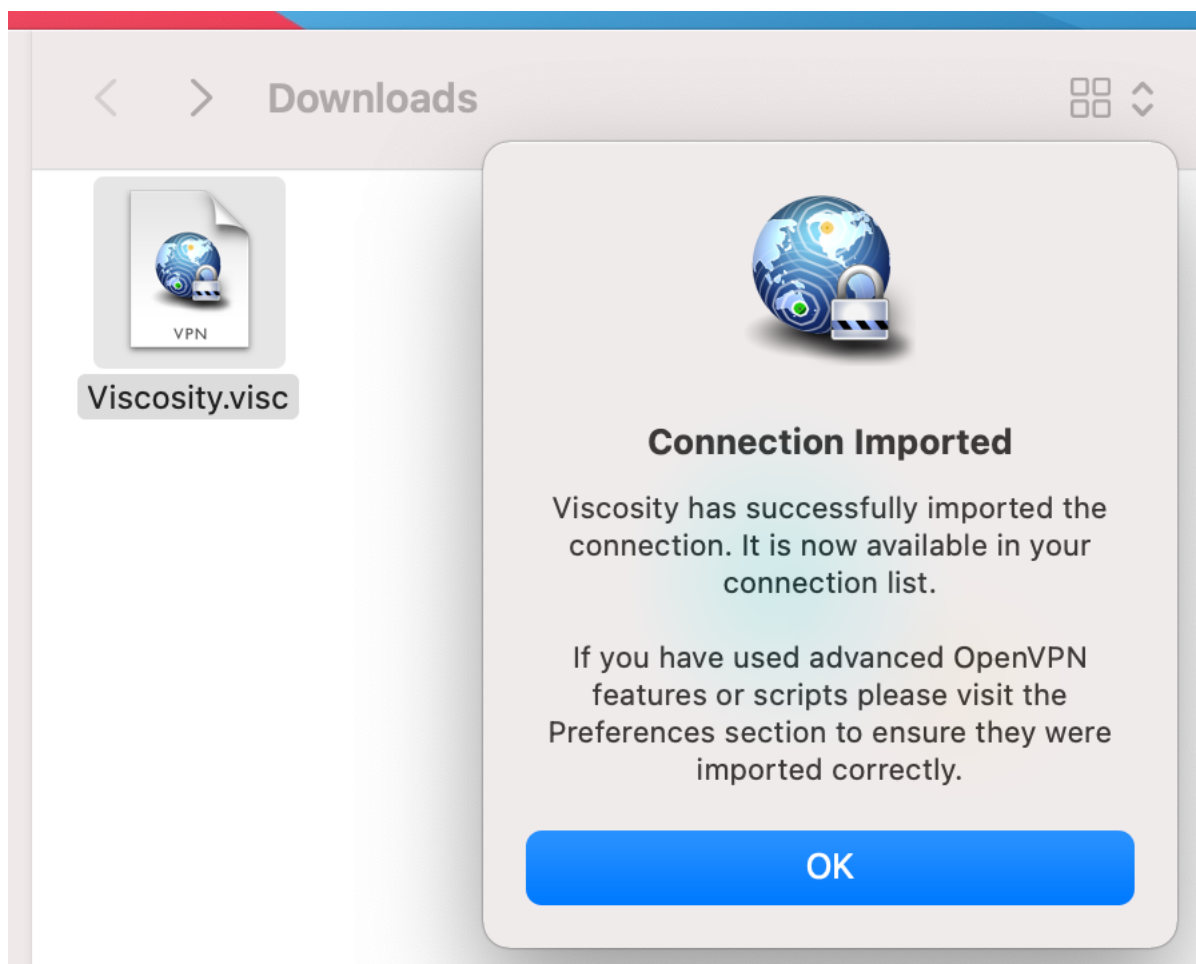 Downloads
VPN
Viscosity.visc
Connection Imported
Viscosity has successfully imported the
connection. It is now available in your
connection list.
If you have used advanced OpenVPN
features or scripts please visit the
Preferences section to ensure they were
imported correctly.
OK